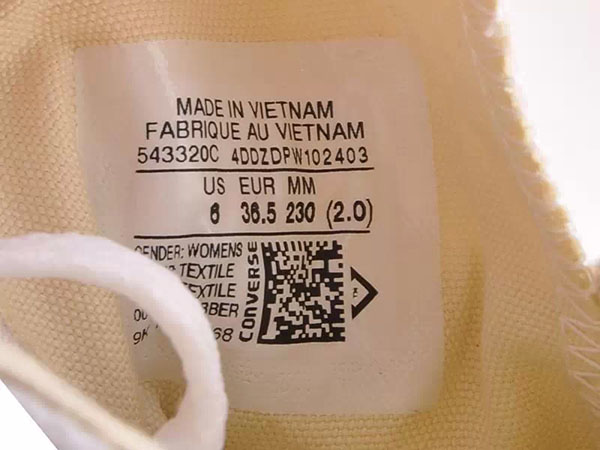 MADE IN VIETNAM
FABRIQUE AU VIETNAM
543320C 4DDZDPW102403
US EUR MM
6 36.5 230 (2.0)
GENDER: WOMENS
TEXTILE
TEXTILE
68
CONVERSE